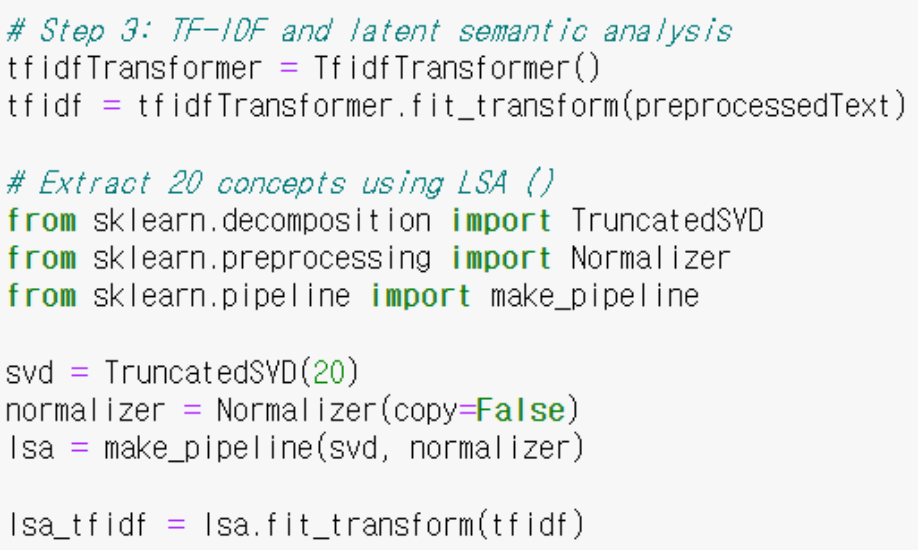 # Step 3: TF-IDF and latent semantic analysis
tfidfTransformer = TfidfTransformer()
tfidf = tfidfTransformer.fit_transform(preprocessedText)
# Extract 20 concepts using LSA ()
from sklearn.decomposition import TruncatedSVD
from sklearn.preprocessing import Normalizer
from sklearn.pipeline import make_pipeline
svd = TruncatedSVD(20)
normalizer = Normalizer(copy=False)
lsa = make_pipeline(svd, normalizer)
lsa_tfidf = lsa.fit_transform(tfidf)